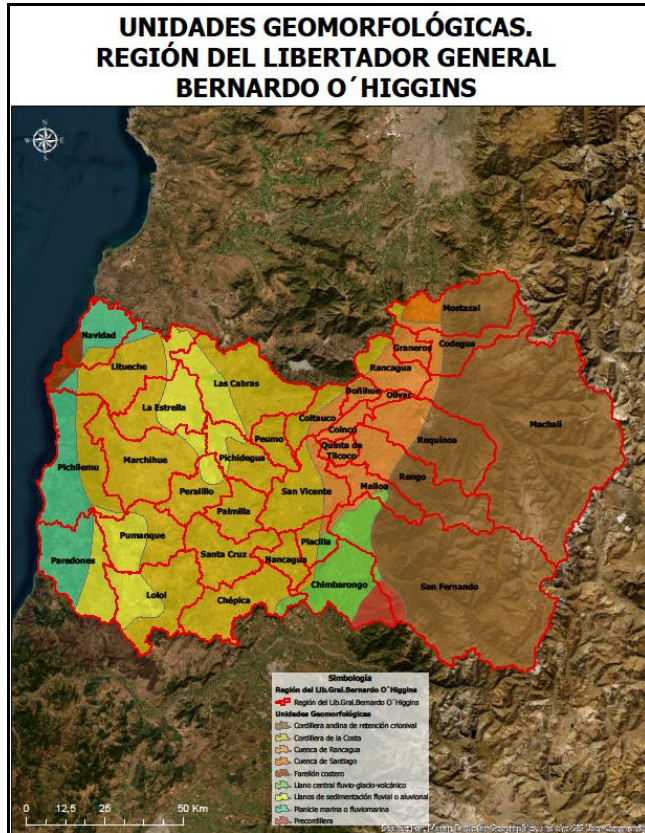 UNIDADES GEOMORFOLÓGICAS.
REGIÓN DEL LIBERTADOR GENERAL
BERNARDO O´HIGGINS
N
W
E
S
Mostazal
Navidad
Codegua
Graneros
Litueche
Rancagua
Las Cabras
Doñihue
Olivar
La Estrella
Coltauco
Machalí
Coinco
Peumo
Requínoa
Quinta de
Tilcoco
Pichidegua
Marchihue
Pichilemu
Rengo
Malloa
Peralillo
San Vicente
Palmilla
Pumanque
Placilla
Santa Cruz
Nancagua
Paredones
Chimbarongo
San Fernando
Lolol
Chépica
Simbología
Región del Lib.Gral.Bernardo O´Higgins
Región del Lib.Gral.Bernardo O´Higgins
Unidades Geomorfológicas
Cordillera andina de retención crionival
Cordillera de la Costa
Cuenca de Rancagua
Cuenca de Santiago
Farellón costero
Llano central fluvio-glacio-volcánico
Llanos de sedimentación fluvial o aluvional
Planicie marina o fluviomarina
Precordillera
0 12,5 25 50 Km